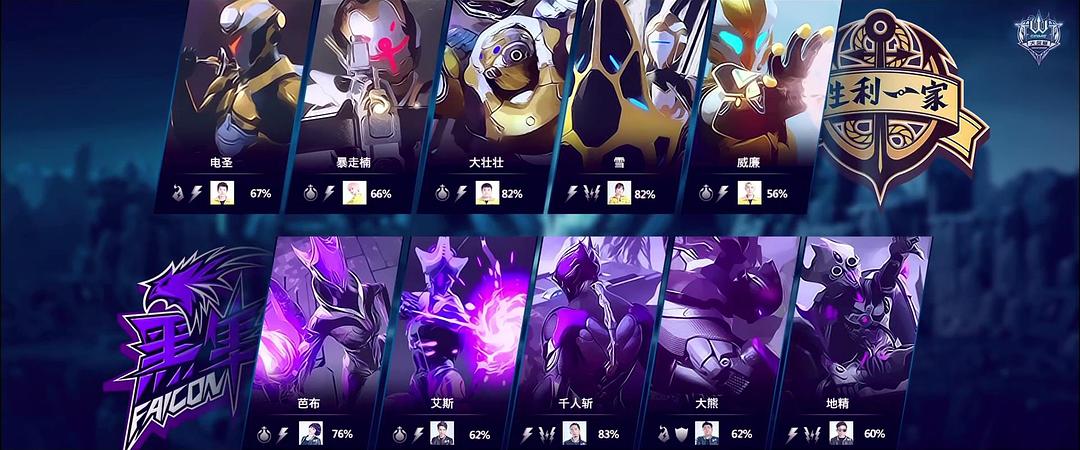 胜利一家
电圣
暴走楠
大壮壮
雪
威廉
67%
66%
82%
82%
56%
黑隼
FALCON
芭布
艾斯
千人斩
大熊
地精
76%
62%
83%
62%
60%